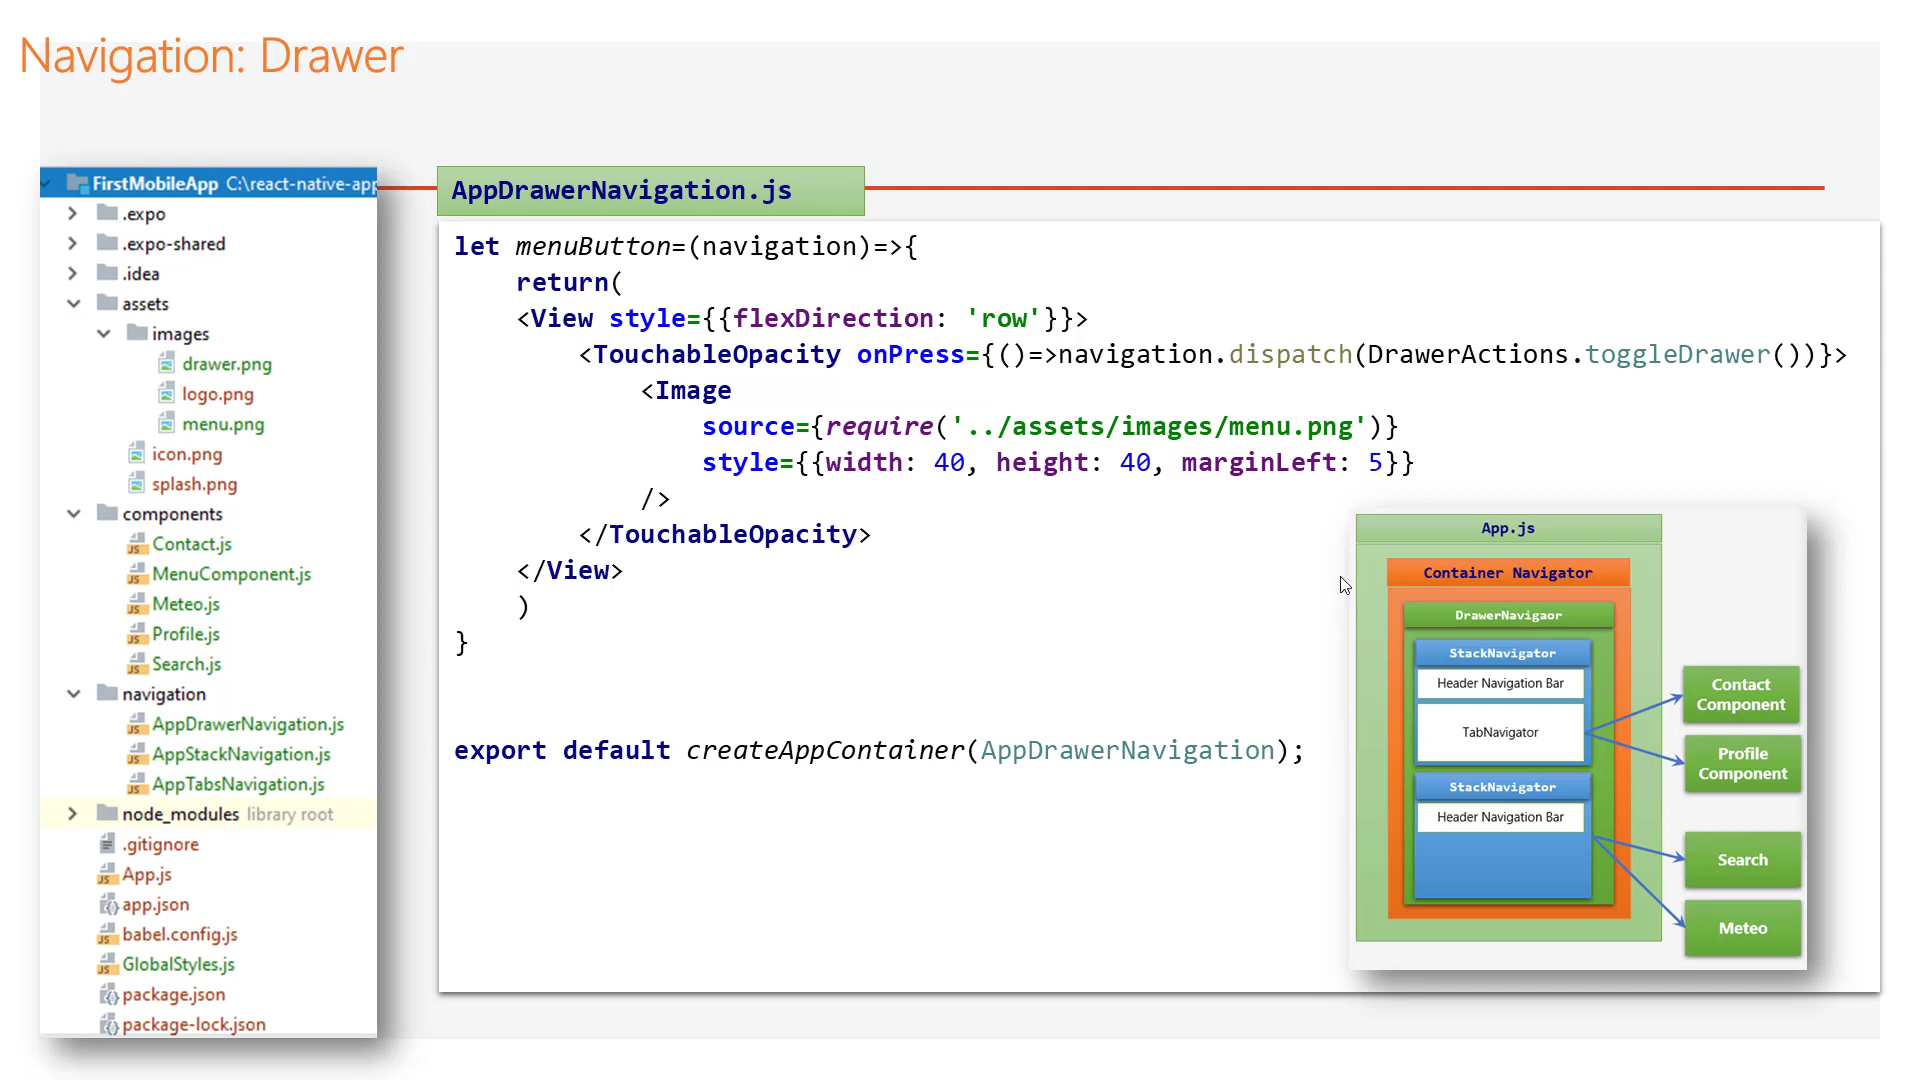 Navigation: Drawer
FirstMobileApp C:\react-native-app
.expo
.expo-shared
.idea
assets
images
drawer.png
logo.png
menu.png
icon.png
splash.png
components
Contact.js
MenuComponent.js
Meteo.js
Profile.js
Search.js
navigation
AppDrawerNavigation.js
AppStackNavigation.js
AppTabsNavigation.js
node_modules library root
.gitignore
App.js
app.json
babel.config.js
GlobalStyles.js
package.json
package-lock.json
AppDrawerNavigation.js
let menuButton=(navigation)=>{
return(
<View style={{flexDirection: 'row'}}>
<TouchableOpacity onPress={()=>navigation.dispatch(DrawerActions.toggleDrawer())}>
<Image
source={require('../assets/images/menu.png')}
style={{width: 40, height: 40, marginLeft: 5}}
/>
</TouchableOpacity>
</View>
)
}
export default createAppContainer(AppDrawerNavigation);
App.js
Container Navigator
DrawerNavigaor
StackNavigator
Header Navigation Bar
TabNavigator
StackNavigator
Header Navigation Bar
Contact
Component
Profile
Component
Search
Meteo